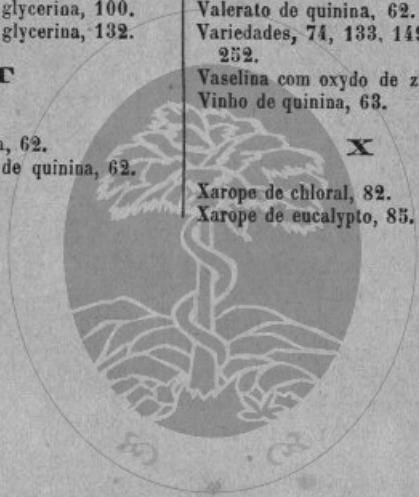 glycerina, 100.
glycerina, 132.
T
62.
de quinina, 62.
Valerato de quinina, 62.
Variedades, 74, 133, 149
252.
Vaselina com oxydo de z
Vinho de quinina, 63.
X
Xarope de chloral, 82.
Xarope de eucalypto, 85.